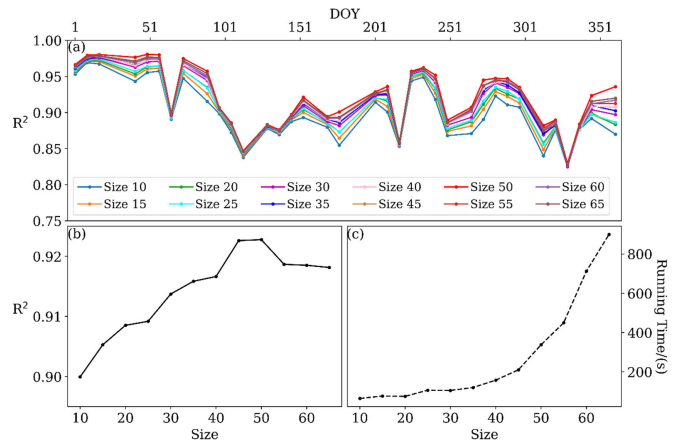 DOY
1 51 101 151 201 251 301 351
(a)
1.00
0.95
0.90
0.85
0.80
0.75
R²
Size 10 Size 20 Size 30 Size 40 Size 50 Size 60
Size 15 Size 25 Size 35 Size 45 Size 55 Size 65
(b)
0.92
0.91
0.90
R²
10 20 30 40 50 60
Size
(c)
800
600
400
200
Running Time/(s)
10 20 30 40 50 60
Size